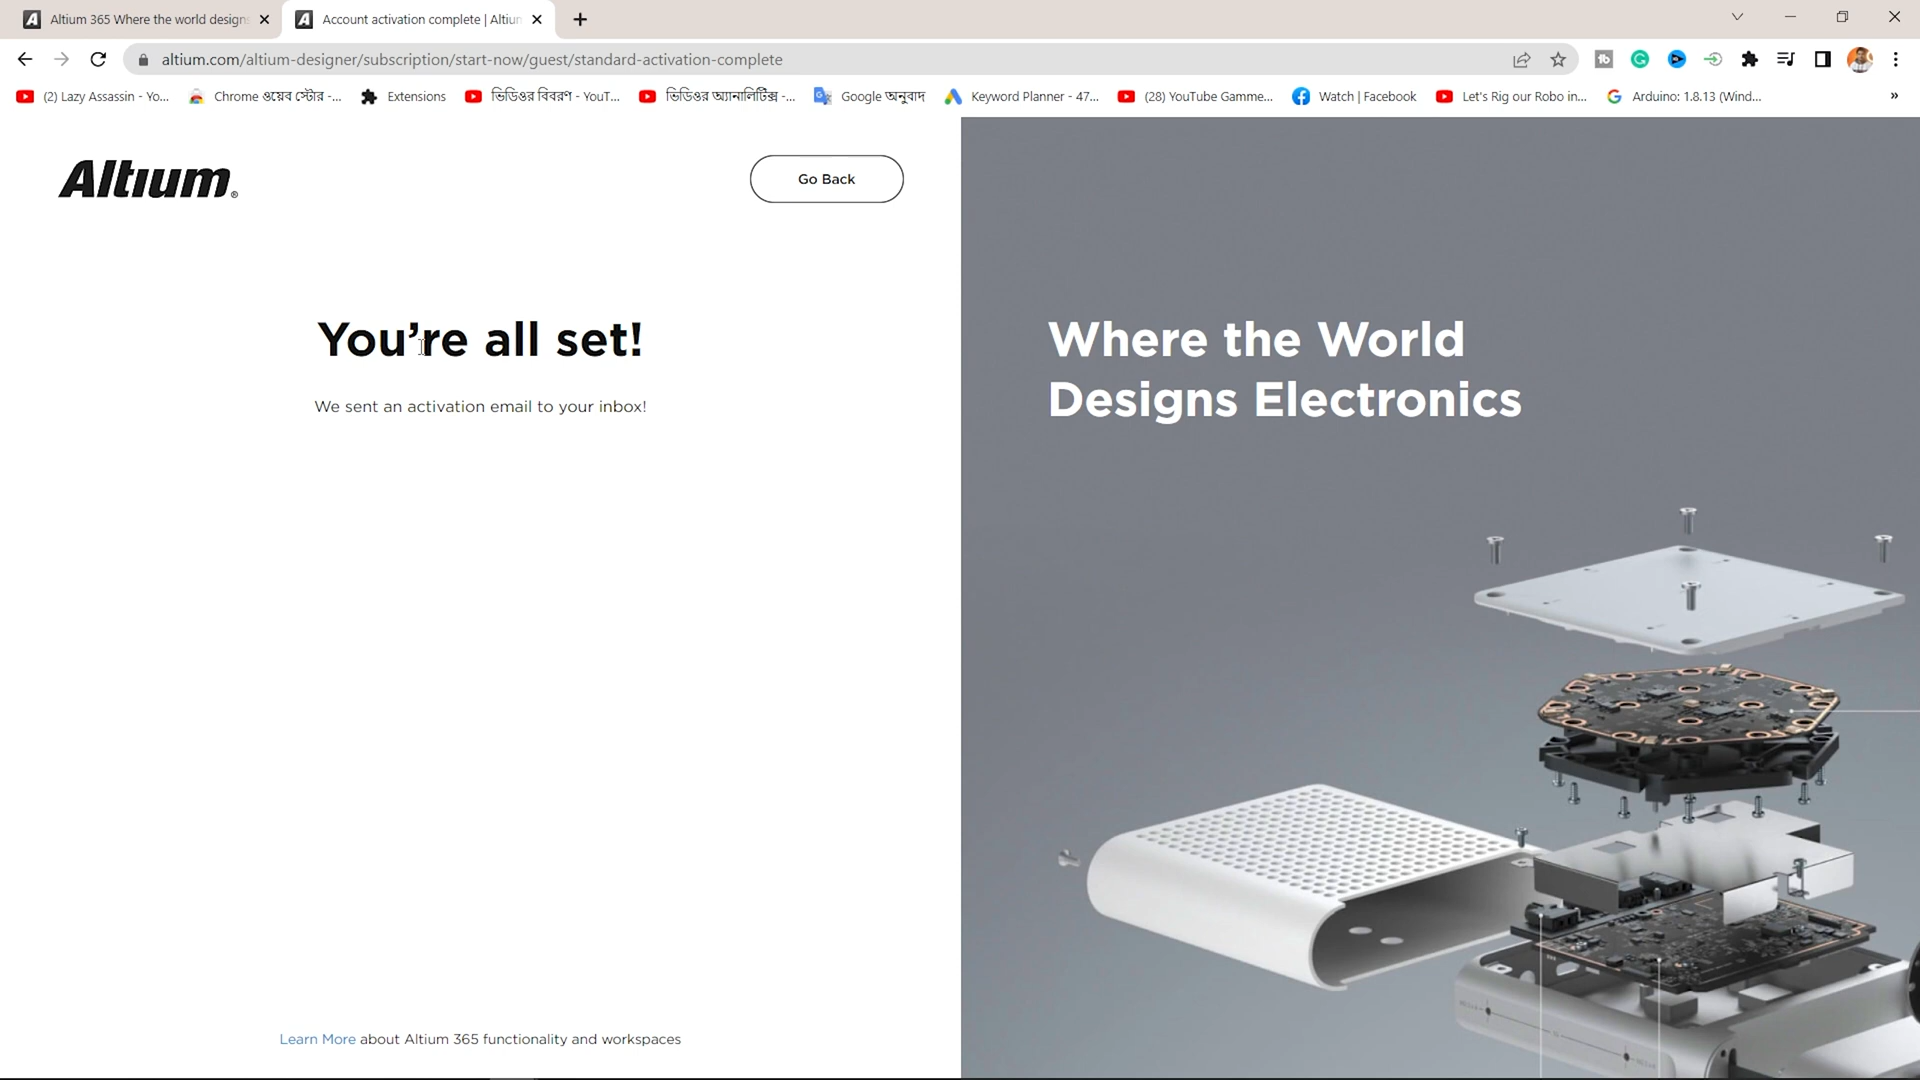 Altium 365 Where the world designs
Account activation complete | Altium
altium.com/altium-designer/subscription/start-now/guest/standard-activation-complete
(2) Lazy Assassin - Yo...
Chrome ওয়েব স্টোর -...
Extensions
ভিডিওর বিবরণ - YouT...
ভিডিওর অ্যানালিটিক্স -...
Google অনুবাদ
Keyword Planner - 47...
(28) YouTube Gamme...
Watch | Facebook
Let's Rig our Robo in...
Arduino: 1.8.13 (Wind...
»
Altium®
Go Back
You're all set!
We sent an activation email to your inbox!
Learn More about Altium 365 functionality and workspaces
Where the World
Designs Electronics